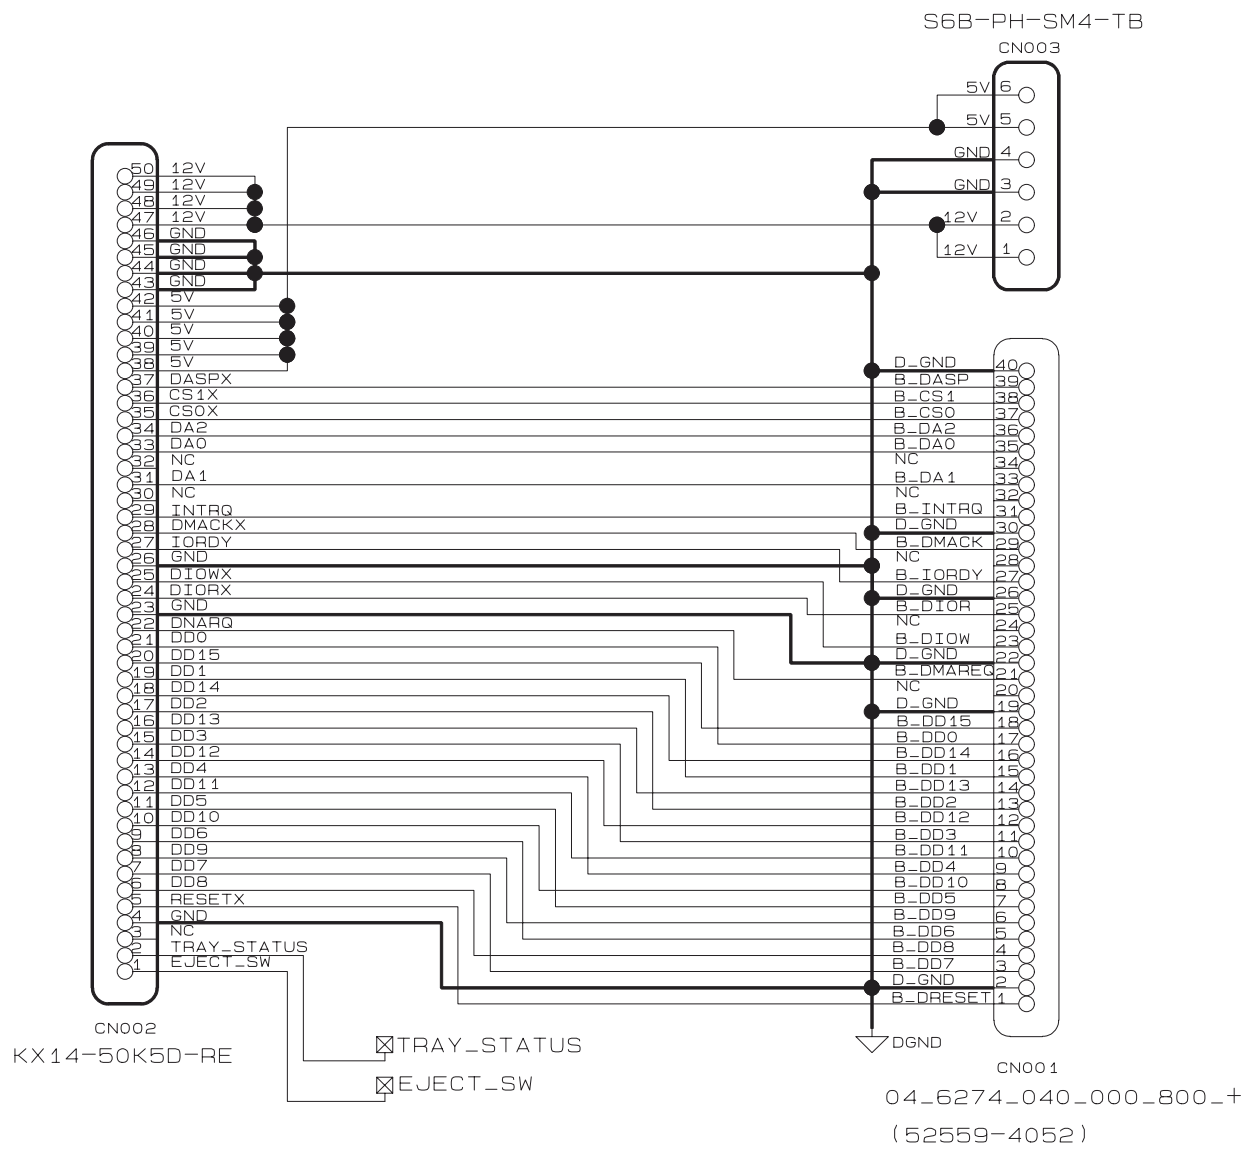 S6B-PH-SM4-TB
CN003
5V 6
5V 5
GND 4
GND 3
12V 2
12V 1
50 12V
49 12V
48 12V
47 12V
46 GND
45 GND
44 GND
43 GND
42 5V
41 5V
40 5V
39 5V
38 5V
37 DASPX
36 CS1X
35 CS0X
34 DA2
33 DA0
32 NC
31 DA1
30 NC
29 INTRQ
28 DMACKX
27 IORDY
26 GND
25 DIOWX
24 DIORX
23 GND
22 DNARQ
21 DD0
20 DD15
19 DD1
18 DD14
17 DD2
16 DD13
15 DD3
14 DD12
13 DD4
12 DD11
11 DD5
10 DD10
9 DD6
8 DD9
7 DD7
6 DD8
5 RESETX
4 GND
3 NC
2 TRAY_STATUS
1 EJECT_SW
CN002
KX14-50K5D-RE
TRAY_STATUS
EJECT_SW
D_GND 40
B_DASP 39
B_CS1 38
B_CS0 37
B_DA2 36
B_DA0 35
NC 34
B_DA1 33
NC 32
B_INTRQ 31
D_GND 30
B_DMACK 29
NC 28
B_IORDY 27
D_GND 26
B_DIOR 25
NC 24
B_DIOW 23
D_GND 22
B_DMAREQ 21
NC 20
D_GND 19
B_DD15 18
B_DD0 17
B_DD14 16
B_DD1 15
B_DD13 14
B_DD2 13
B_DD12 12
B_DD3 11
B_DD11 10
B_DD4 9
B_DD10 8
B_DD5 7
B_DD9 6
B_DD6 5
B_DD8 4
B_DD7 3
D_GND 2
B_DRESET 1
DGND
CN001
04_6274_040_000_800_+
(52559-4052)